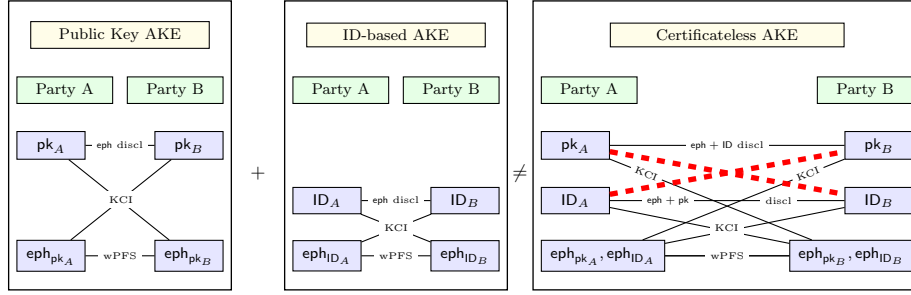 Public Key AKE
Party A
Party B
pk_A
eph discl
pk_B
KCI
eph_pk_A
wPFS
eph_pk_B
+
ID-based AKE
Party A
Party B
ID_A
eph discl
ID_B
KCI
eph_ID_A
wPFS
eph_ID_B
≠
Certificateless AKE
Party A
Party B
pk_A
eph + ID discl
pk_B
KCI
KCI
ID_A
eph + pk
discl
ID_B
KCI
eph_pk_A, eph_ID_A
wPFS
eph_pk_B, eph_ID_B